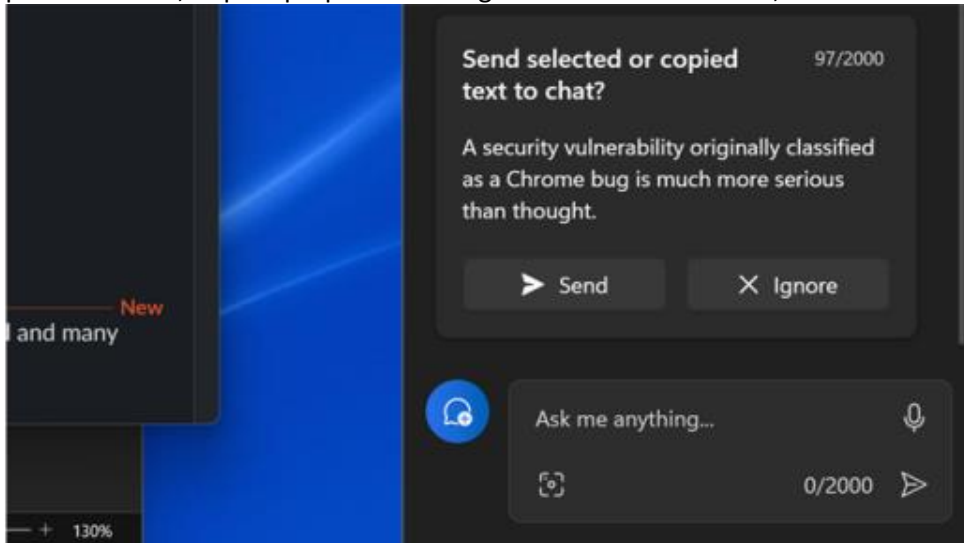 Send selected or copied 97/2000
text to chat?
A security vulnerability originally classified
as a Chrome bug is much more serious
than thought.
Send Ignore
New
and many
Ask me anything...
0/2000
130%